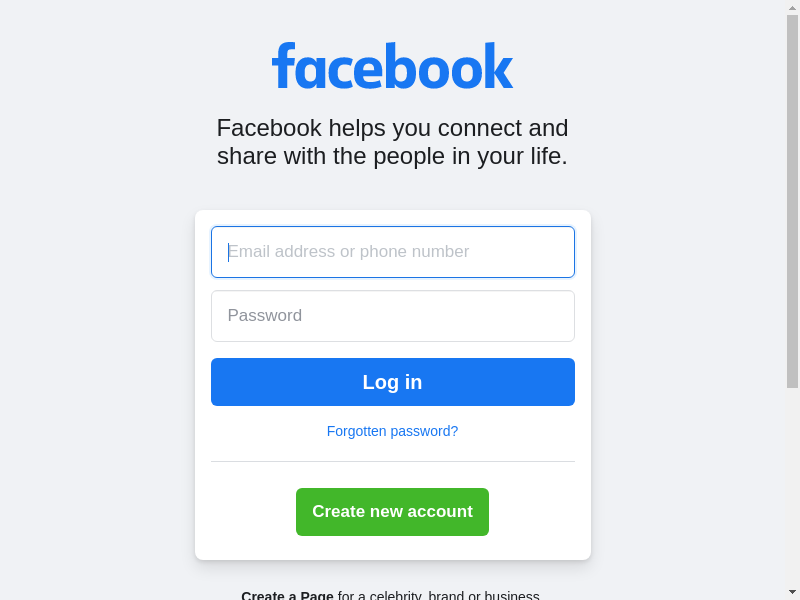 facebook
Facebook helps you connect and
share with the people in your life.
Email address or phone number
Password
Log in
Forgotten password?
Create new account
Create a Page for a celebrity, brand or business.